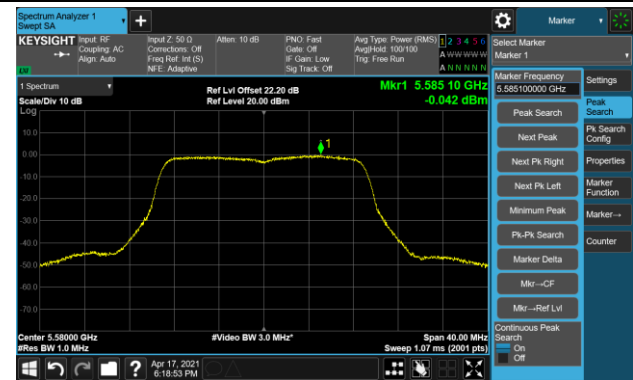 Spectrum Analyzer 1
Swept SA
Marker
KEYSIGHT
Input: RF
Coupling: AC
Align: Auto
Input Z: 50 Ω
Corrections: Off
Freq Ref: Int (S)
NFE: Adaptive
Atten: 10 dB
PNO: Fast
Gate: Off
IF Gain: Low
Sig Track: Off
Avg Type: Power (RMS)
Avg|Hold: 100/100
Trig: Free Run
1 2 3 4 5 6
A W W W W W
A N N N N N
Select Marker
Marker 1
1 Spectrum
Scale/Div 10 dB
Log
Ref Lvl Offset 22.20 dB
Ref Level 20.00 dBm
Mkr1 5.585 10 GHz
-0.042 dBm
10.0
0.00
-10.0
-20.0
-30.0
-40.0
-50.0
-60.0
-70.0
1
Center 5.58000 GHz
#Res BW 1.0 MHz
#Video BW 3.0 MHz*
Span 40.00 MHz
Sweep 1.07 ms (2001 pts)
Marker Frequency
5.585100000 GHz
Peak Search
Next Peak
Next Pk Right
Next Pk Left
Minimum Peak
Pk-Pk Search
Marker Delta
Mkr→CF
Mkr→Ref Lvl
Continuous Peak
Search
On
Off
Settings
Peak
Search
Pk Search
Config
Properties
Marker
Function
Marker→
Counter
?
Apr 17, 2021
6:18:53 PM